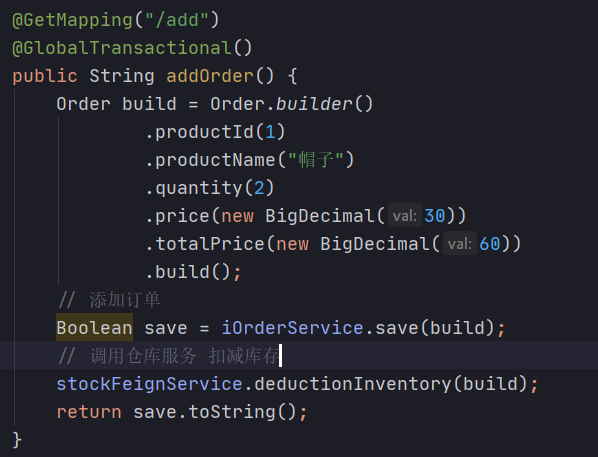 @GetMapping("/add")
@GlobalTransactional()
public String addOrder() {
Order build = Order.builder()
.productId(1)
.productName("帽子")
.quantity(2)
.price(new BigDecimal( val: 30))
.totalPrice(new BigDecimal( val: 60))
.build();
// 添加订单
Boolean save = iOrderService.save(build);
// 调用仓库服务 扣减库存
stockFeignService.deductionInventory(build);
return save.toString();
}